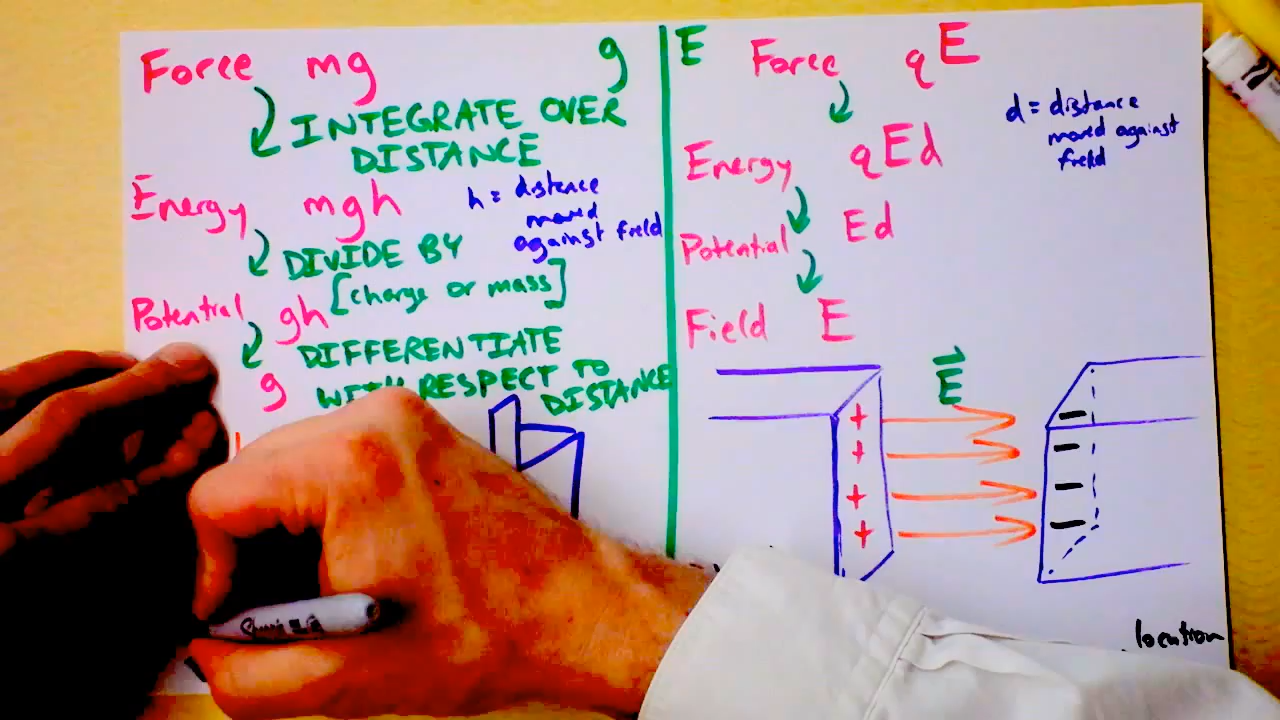 Force mg g
INTEGRATE OVER
DISTANCE
Energy mgh
h = distance
moved
against field
DIVIDE BY
[charge or mass]
Potential gh
DIFFERENTIATE
WITH RESPECT TO
DISTANCE
g
E Force qE
d = distance
moved against
field
Energy qEd
Potential Ed
Field E
E
+
+
+
+
−
−
−
−
location